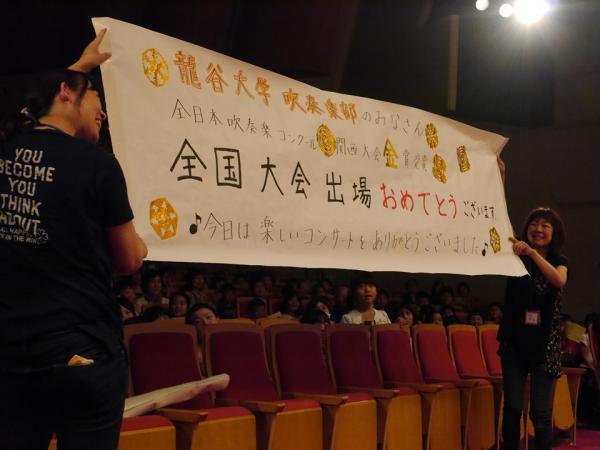 龍谷大学 吹奏楽部のみなさん
全日本吹奏楽コンクール 関西大会 金賞受賞
全国大会出場 おめでとうございます
♪今日は楽しいコンサートをありがとうございました♪
YOU
BECOME
YOU
THINK
ABOUT